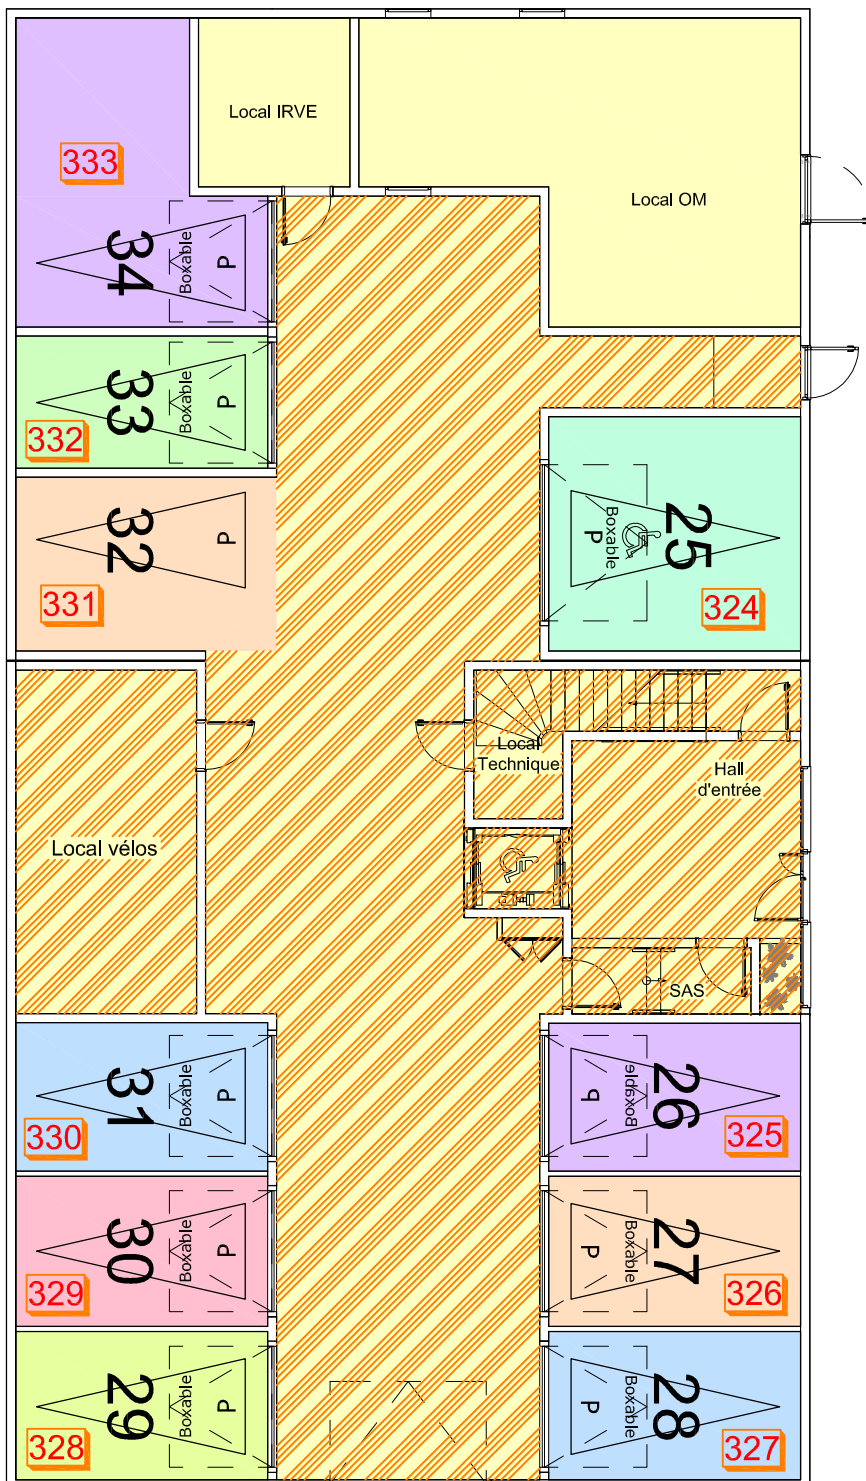 Local IRVE
333
Local OM
34
Boxable
P
33
Boxable
P
332
32
P
331
25
Boxable
P
324
Local
Technique
Hall
d'entrée
Local vélos
SAS
31
Boxable
P
330
26
Boxable
P
325
30
Boxable
P
329
27
Boxable
P
326
29
Boxable
P
328
28
Boxable
P
327